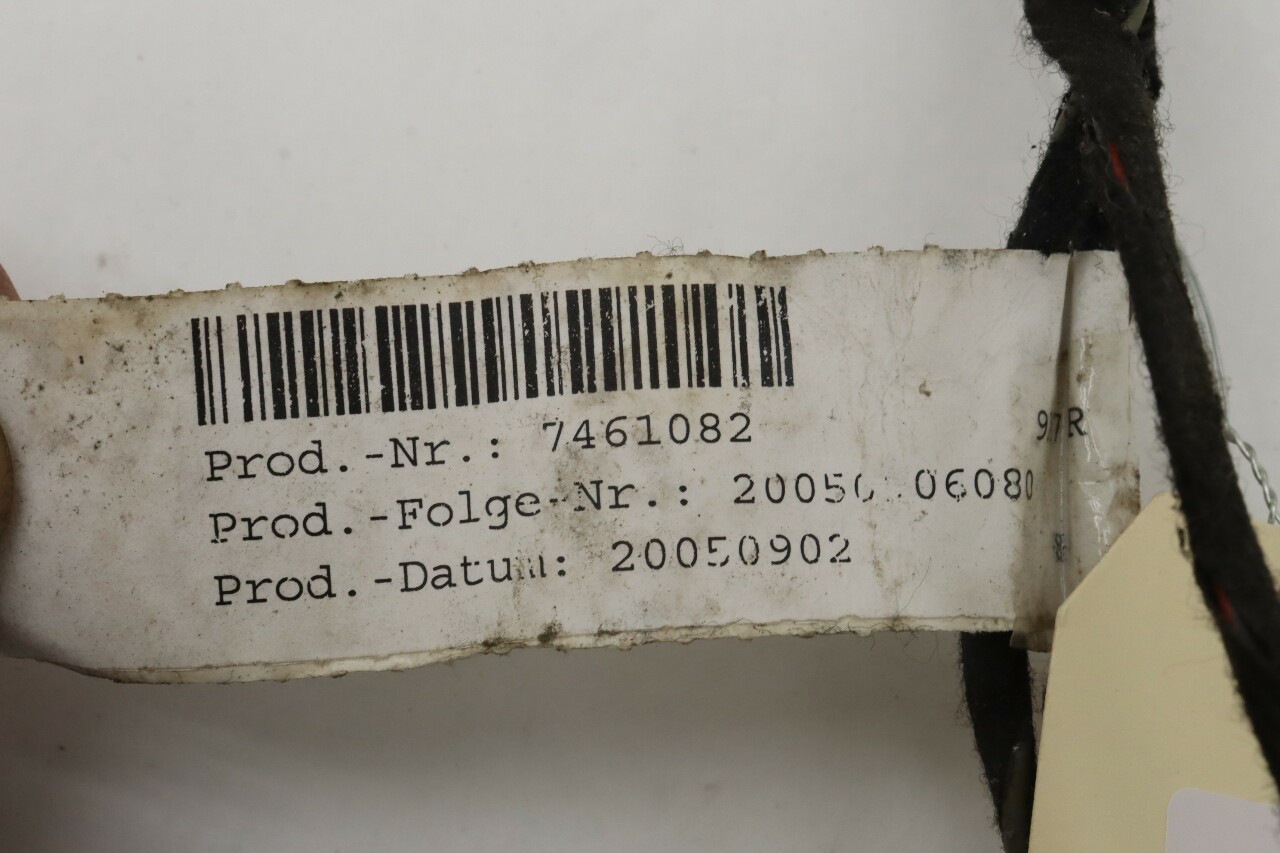 Prod.-Nr.: 7461082
97R
Prod.-Folge-Nr.:
Prod.-Datum: 20050902